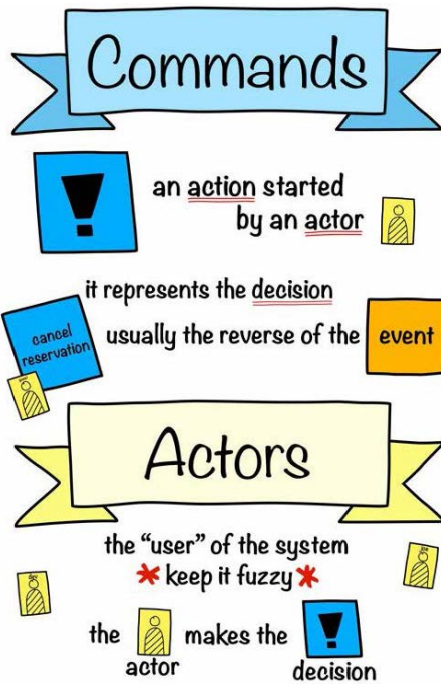 Commands
an action started
by an actor
it represents the decision
cancel
reservation
usually the reverse of the
event
Actors
the “user” of the system
keep it fuzzy
the
makes the
actor
decision